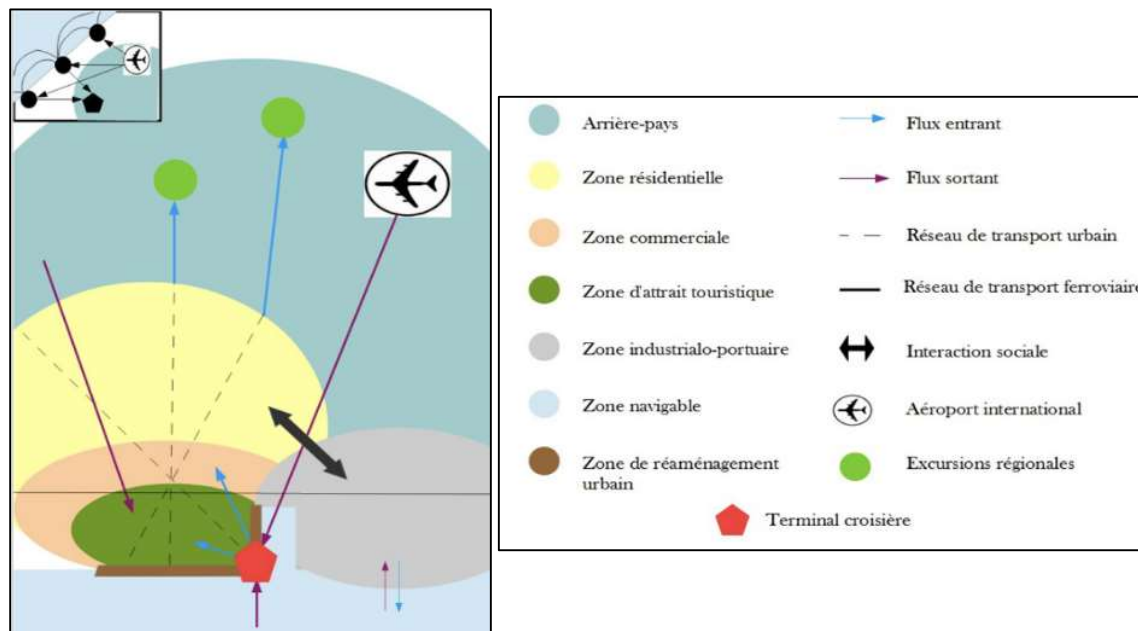 Arrière-pays
Flux entrant
Zone résidentielle
Flux sortant
Zone commerciale
Réseau de transport urbain
Zone d'attrait touristique
Réseau de transport ferroviaire
Zone industrialo-portuaire
Interaction sociale
Zone navigable
Aéroport international
Zone de réaménagement
urbain
Excursions régionales
Terminal croisière